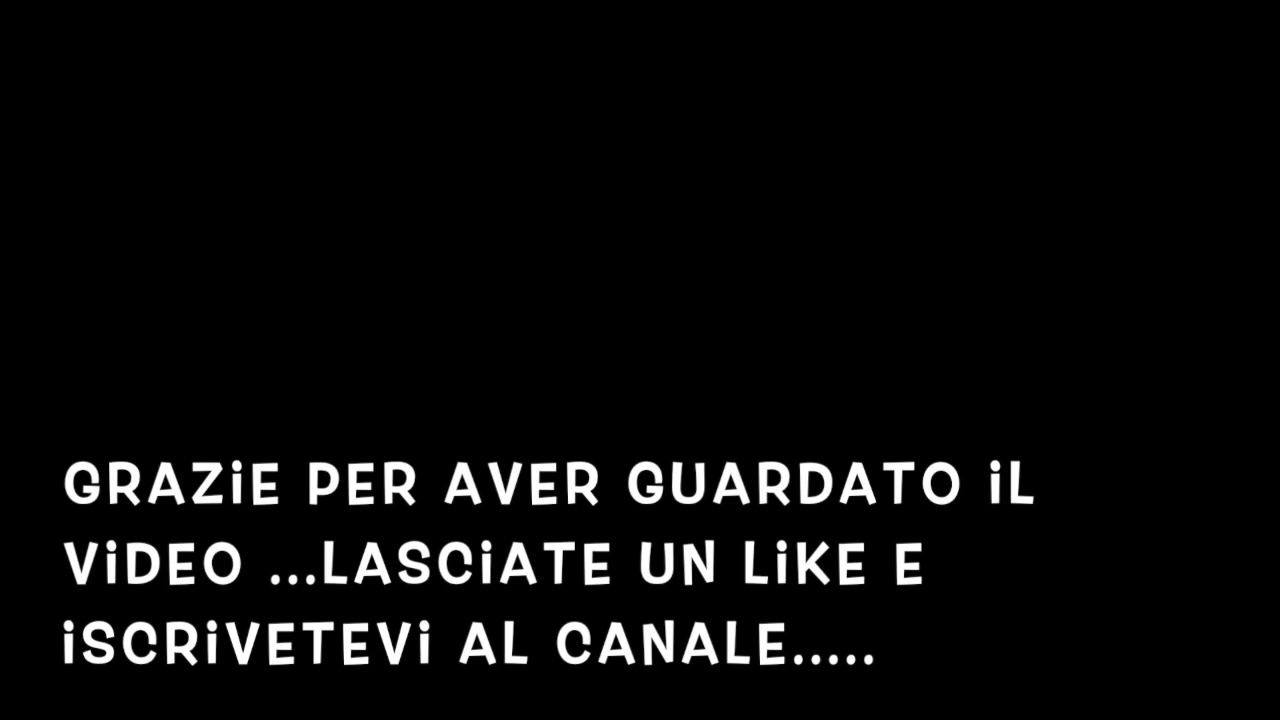 GRAZiE PER AVER GUARDATO iL
ViDEO ...LASCiATE UN LiKE E
iSCRiVETEVi AL CANALE.....